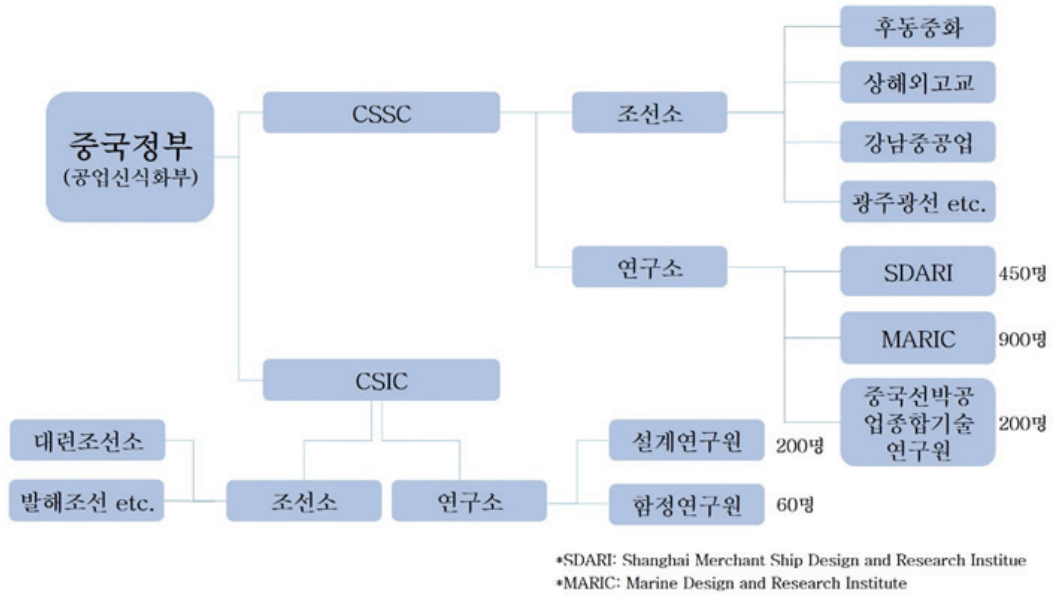 중국정부
(공업신식화부)
CSSC
조선소
후동중화
상해외고교
강남중공업
광주광선 etc.
연구소
SDARI
450명
MARIC
900명
중국선박공
업종합기술
연구원
200명
CSIC
대련조선소
발해조선 etc.
조선소
연구소
설계연구원
200명
함정연구원
60명
*SDARI: Shanghai Merchant Ship Design and Research Institue
*MARIC: Marine Design and Research Institute